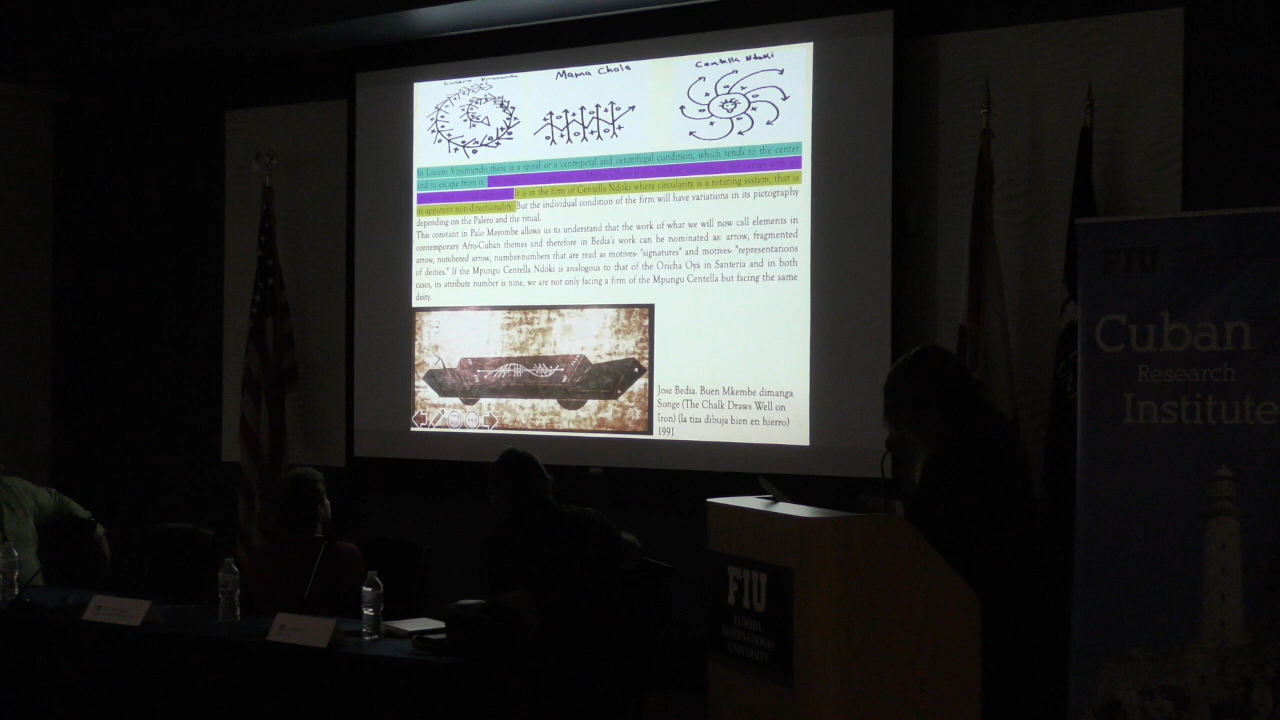 Lucero Viramundo
Mama Chola
Centella Ndoki
In Lucero Viramundo there is a spiral of a centripetal and centrifugal condition, which tends to the center
and to escape from it.
It is in the firm of Centella Ndoki where circularity is a rotating system, that is
its apparent non-directionality. But the individual condition of the firm will have variations in its pictography
depending on the Palero and the ritual.
This constant in Palo Mayombe allows us to understand that the work of what we will now call elements in
contemporary Afro-Cuban themes and therefore in Bedia's work can be nominated as: arrow, fragmented
arrow, numbered arrow, number-numbers that are read as motives- "signatures" and motives- "representations
of deities." If the Mpungu Centella Ndoki is analogous to that of the Oricha Oyá in Santería and in both
cases, its attribute number is nine, we are not only facing a firm of the Mpungu Centella but facing the same
deity.
Jose Bedia. Buen Mkembe dimanga
Songe (The Chalk Draws Well on
Iron) (la tiza dibuja bien en hierro)
1991
Cuban
Research
Institute
FIU
FLORIDA
INTERNATIONAL
UNIVERSITY